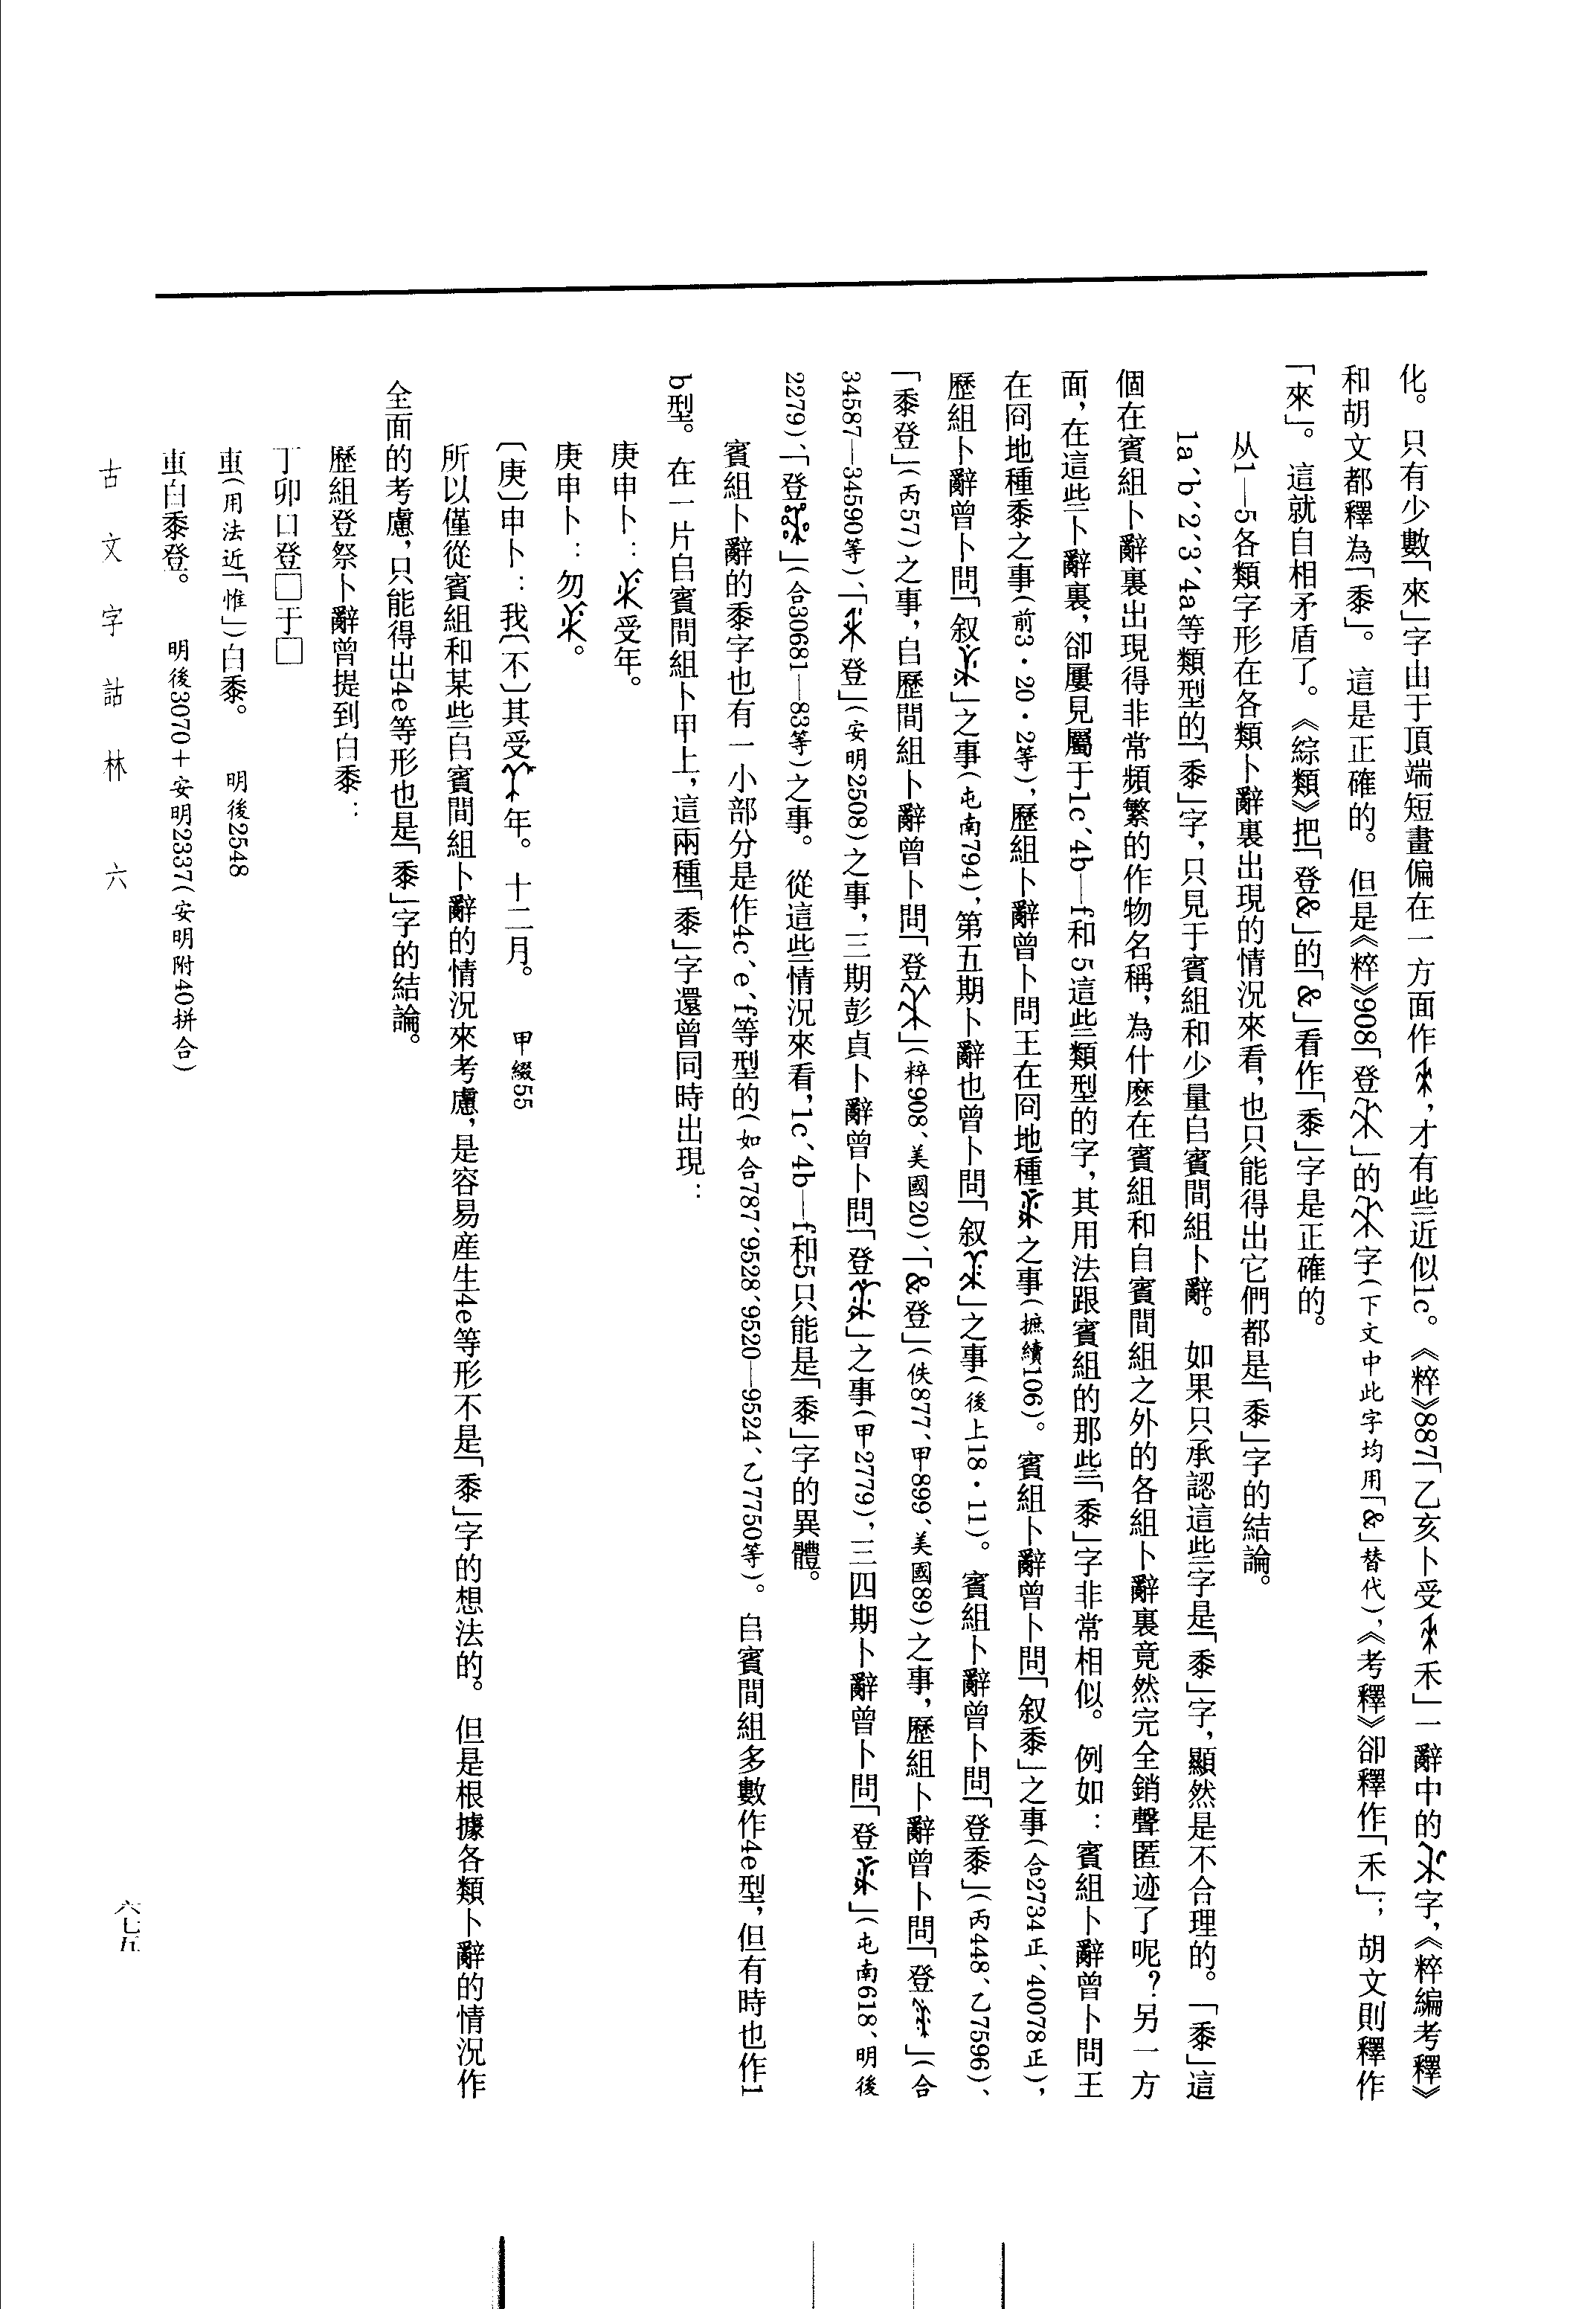 化。只有少數「來」字由于頂端短畫偏在一方面作，才有些近似1c。《粹》887「乙亥卜受禾」一辭中的字，《粹編考釋》
和胡文都釋為「黍」。這是正確的。但是《粹》908「登」的字（下文中此字均用「&」替代），《考釋》卻釋作「禾」；胡文則釋作
「來」。這就自相矛盾了。《綜類》把「登&」的「&」看作「黍」字是正確的。
从1—5各類字形在各類卜辭裏出現的情況來看，也只能得出它們都是「黍」字的結論。
1a、b、2、3、4a等類型的「黍」字，只見于賓組和少量𠂤賓間組卜辭。如果只承認這些字是「黍」字，顯然是不合理的。「黍」這
個在賓組卜辭裏出現得非常頻繁的作物名稱，為什麽在賓組和自賓間組之外的各組卜辭裏竟然完全銷聲匿迹了呢？另一方
面，在這些卜辭裏，卻屢見屬于1c、4b—f和5這些類型的字，其用法跟賓組的那些「黍」字非常相似。例如：賓組卜辭曾卜問王
在冏地種黍之事（前3·20·2等），歷組卜辭曾卜問王在冏地種之事（摭續106）。賓組卜辭曾卜問「叙黍」之事（合2734正、40078正），
歷組卜辭曾卜問「叙」之事（屯南794），第五期卜辭也曾卜問「叙」之事（後上18·11）。賓組卜辭曾卜問「登黍」（丙448、乙7596）、
「黍登」（丙57）之事，𠂤歷間組卜辭曾卜問「登」（粹908、美國20）、「&登」（佚877、甲899、美國89）之事，歷組卜辭曾卜問「登」（合
34587—34590等）、「登」（安明2508）之事，三期彭貞卜辭曾卜問「登」之事（甲2779），三四期卜辭曾卜問「登」（屯南618、明後
2279）、「登」（合30681—83等）之事。從這些情況來看，1c、4b—f和5只能是「黍」字的異體。
賓組卜辭的黍字也有一小部分是作4c、e、f等型的（如合787、9528、9520—9524、乙7750等）。𠂤賓間組多數作4e型，但有時也作1
b型。在一片𠂤賓間組卜甲上，這兩種「黍」字還曾同時出現：
庚申卜：受年。
庚申卜：勿。
〔庚〕申卜：我〔不〕其受年。十二月。　甲綴55
所以僅從賓組和某些𠂤賓間組卜辭的情況來考慮，是容易産生4e等形不是「黍」字的想法的。但是根據各類卜辭的情況作
全面的考慮，只能得出4e等形也是「黍」字的結論。
歷組登祭卜辭曾提到白黍：
丁卯口登□于□
叀（用法近「惟」）白黍。　明後2548
叀白黍登。　明後3070＋安明2337（安明附40拼合）
古文字詁林　六
六七五